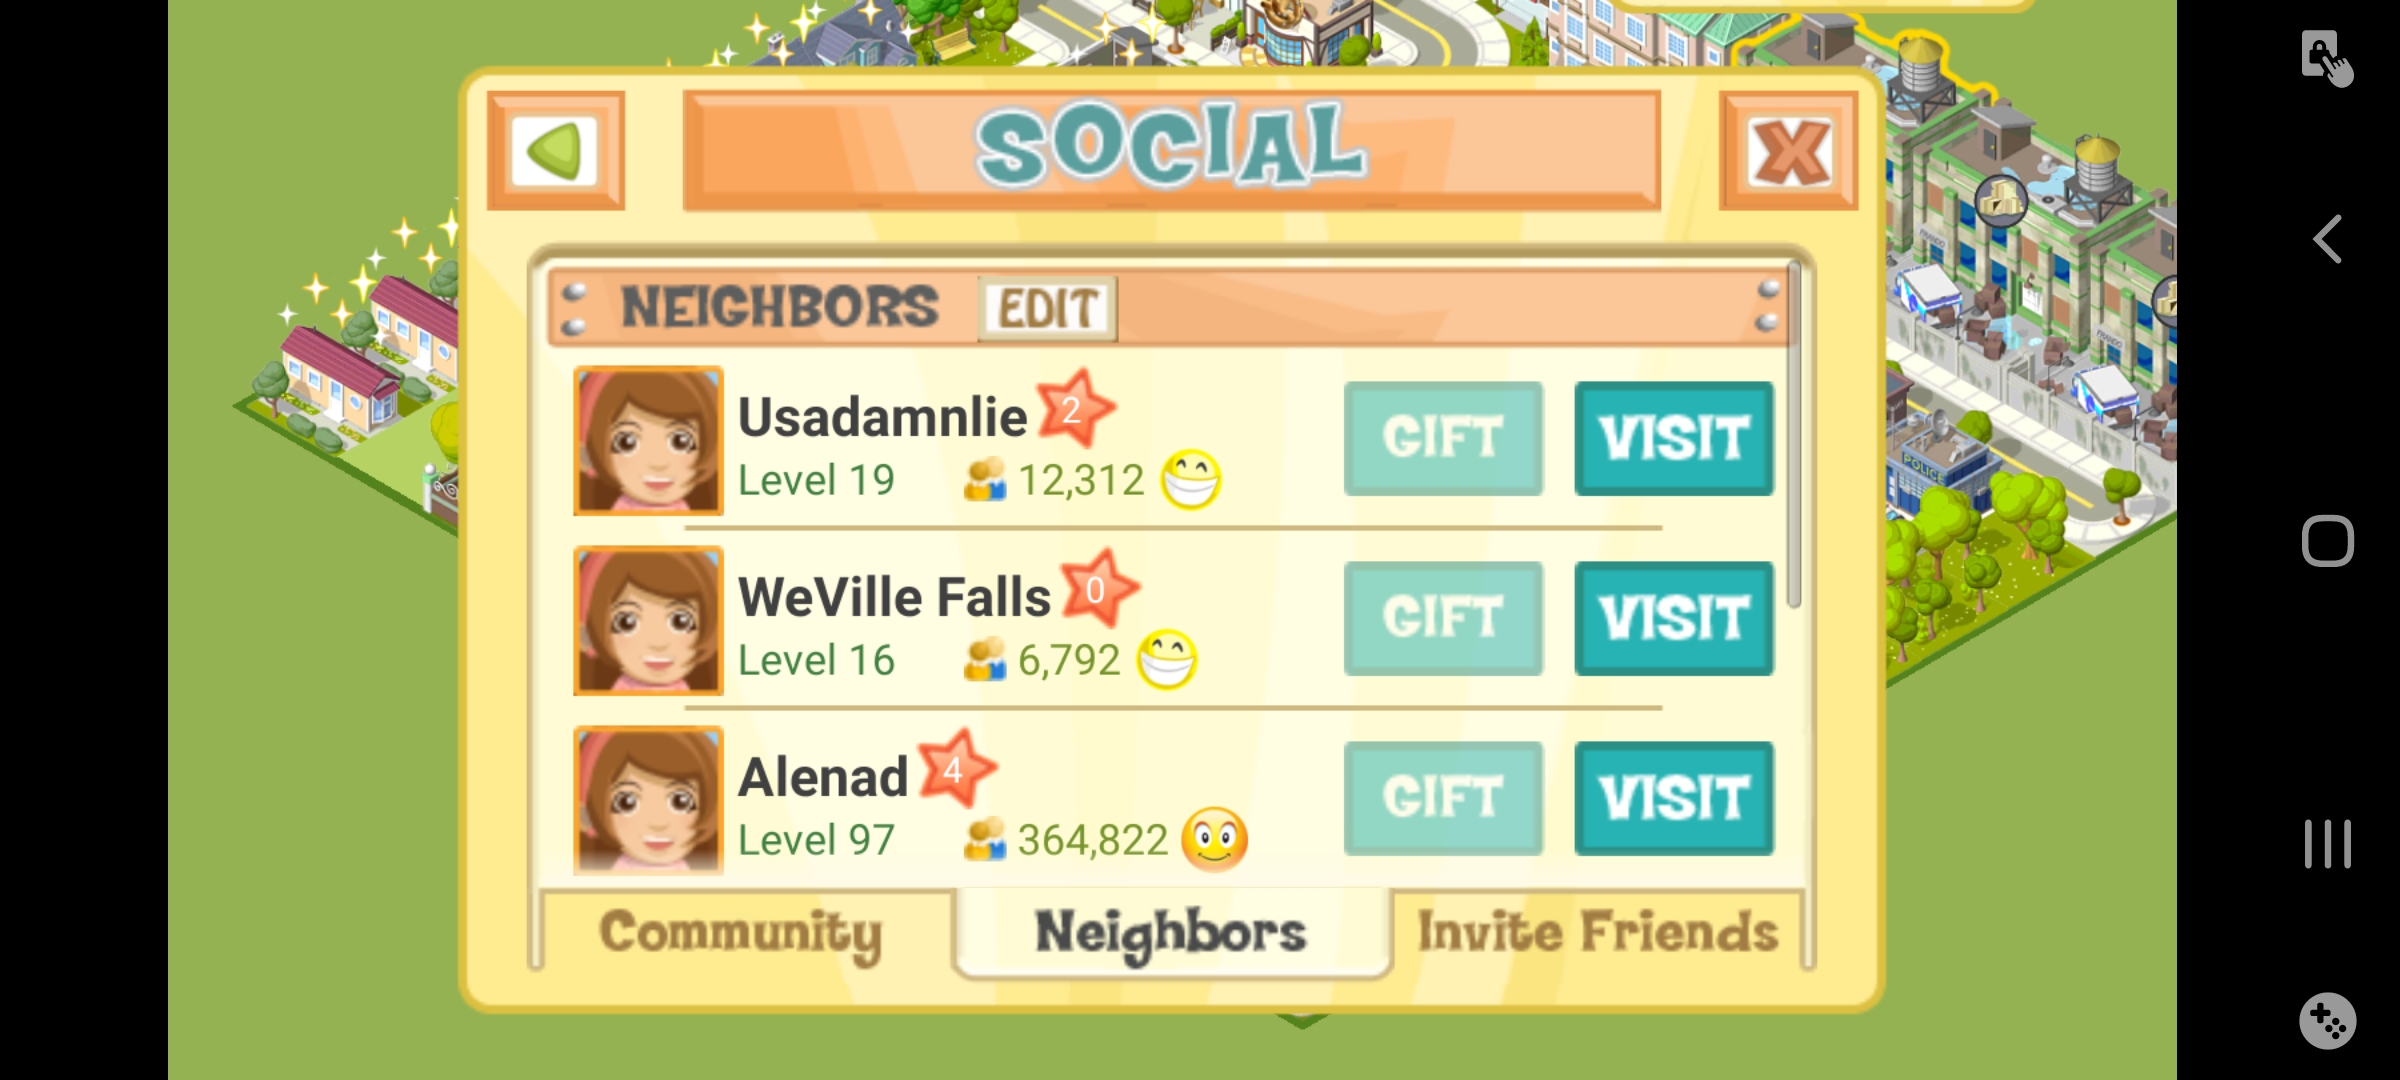 SOCIAL
NEIGHBORS EDIT
Usadamnlie 2
Level 19 12,312
GIFT VISIT
WeVille Falls 0
Level 16 6,792
GIFT VISIT
Alenad 4
Level 97 364,822
GIFT VISIT
Community Neighbors Invite Friends
POLICE